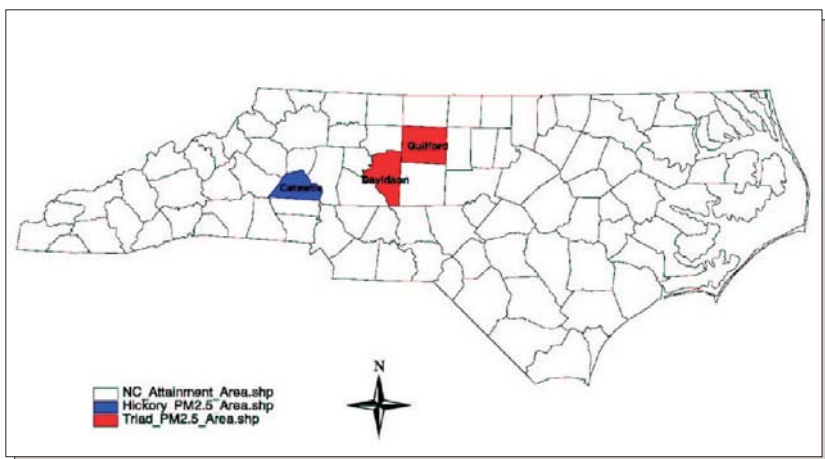 Guilford
Davidson
Catawba
N
NC_Attainment_Area.shp
Hickory_PM2.5_Area.shp
Triad_PM2.5_Area.shp